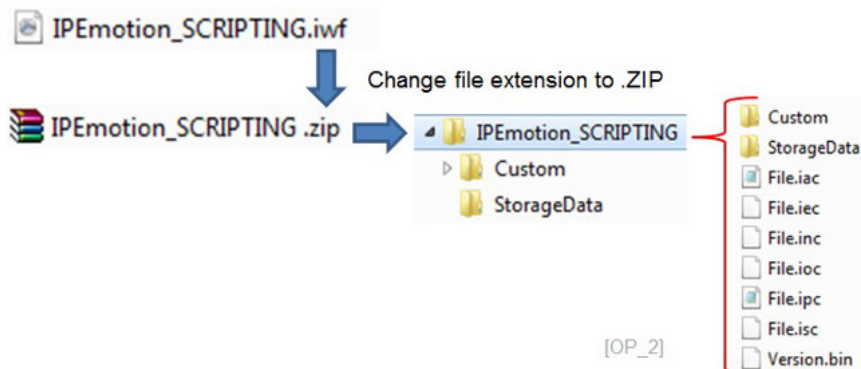 IPEmotion_SCRIPTING.iwf
Change file extension to .ZIP
IPEmotion_SCRIPTING .zip
IPEmotion_SCRIPTING
Custom
StorageData
Custom
StorageData
File.iac
File.iec
File.inc
File.ioc
File.ipc
File.isc
Version.bin
[OP_2]